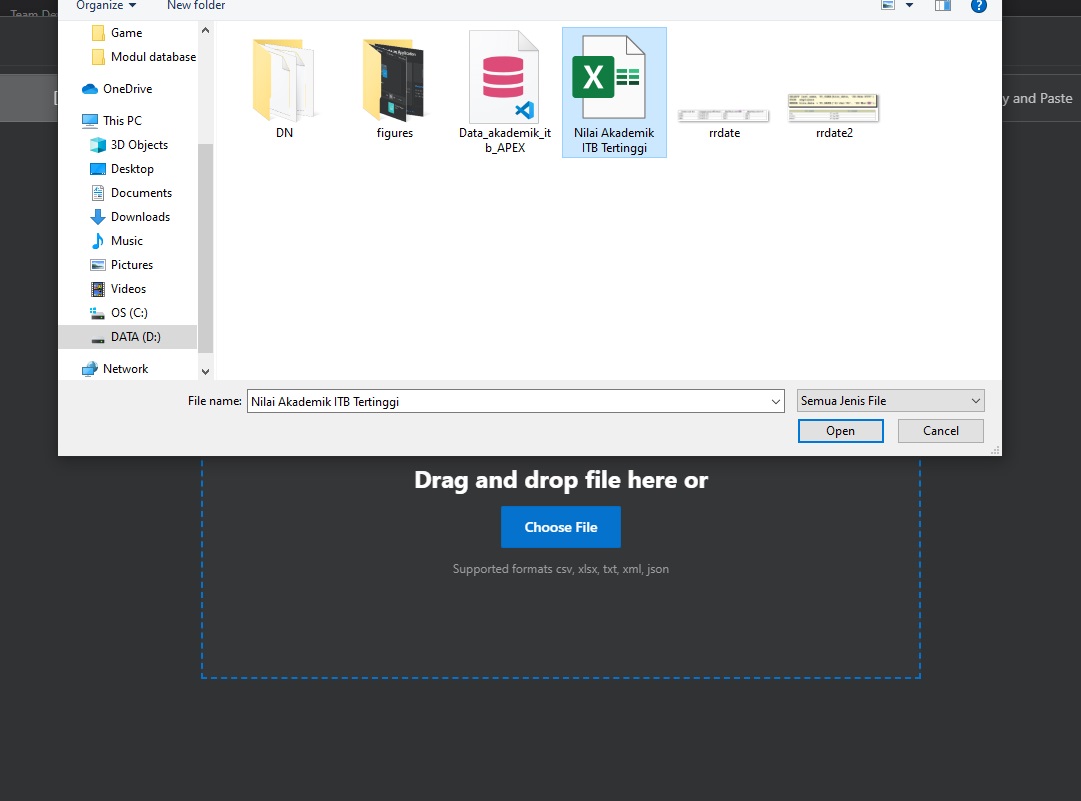 Organize
New folder
Team De
Game
Modul database
OneDrive
This PC
3D Objects
Desktop
Documents
Downloads
Music
Pictures
Videos
OS (C:)
DATA (D:)
Network
DN
figures
Data_akademik_it
b_APEX
Nilai Akademik
ITB Tertinggi
rrdate
rrdate2
y and Paste
File name:
Nilai Akademik ITB Tertinggi
Semua Jenis File
Open
Cancel
Drag and drop file here or
Choose File
Supported formats csv, xlsx, txt, xml, json